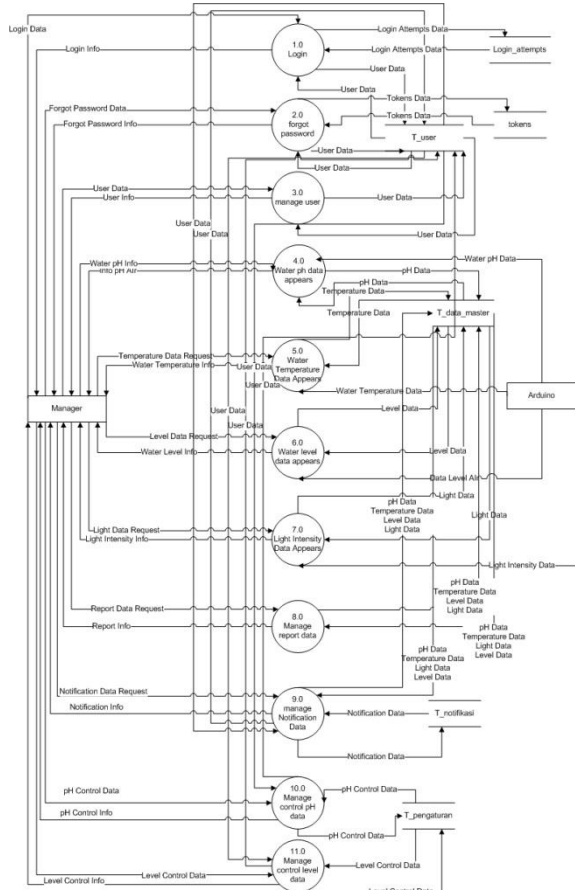 Login Data
Login Info
1.0
Login
Login Attempts Data
Login Attempts Data
Login_attempts
User Data
User Data
Forgot Password Data
Forgot Password Info
2.0
forgot
password
Tokens Data
Tokens Data
tokens
T_user
User Data
User Data
User Data
User Info
3.0
manage user
User Data
User Data
User Data
User Data
Water pH Info
Info pH Air
4.0
Water ph data
appears
Water pH Data
pH Data
pH Data
Temperature Data
Temperature Data
T_data_master
Temperature Data Request
Water Temperature Info
5.0
Water
Temperature
Data Appears
User Data
User Data
Water Temperature Data
Arduino
Manager
Level Data
User Data
User Data
Level Data Request
Water Level Info
6.0
Water level
data appears
Level Data
Data Level Air
Light Data Request
Light Intensity Info
7.0
Light Intensity
Data Appears
Light Data
pH Data
Temperature Data
Level Data
Light Data
Light Data
Light Intensity Data
pH Data
Temperature Data
Level Data
Light Data
Report Data Request
Report Info
8.0
Manage
report data
pH Data
Temperature Data
Light Data
Level Data
pH Data
Temperature Data
Light Data
Level Data
Notification Data Request
Notification Info
9.0
manage
Notification
Data
Notification Data
T_notifikasi
Notification Data
pH Control Data
pH Control Info
10.0
Manage
control pH
data
pH Control Data
T_pengaturan
pH Control Data
Level Control Data
Level Control Info
11.0
Manage
control level
data
Level Control Data
Level Control Data